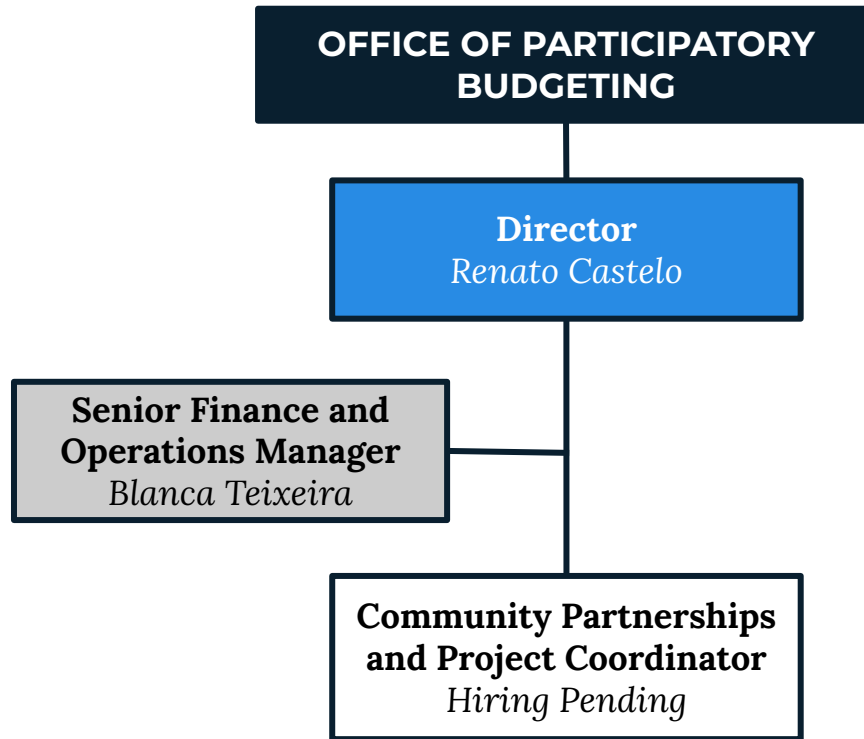 OFFICE OF PARTICIPATORY
BUDGETING
Director
Renato Castelo
Senior Finance and
Operations Manager
Blanca Teixeira
Community Partnerships
and Project Coordinator
Hiring Pending